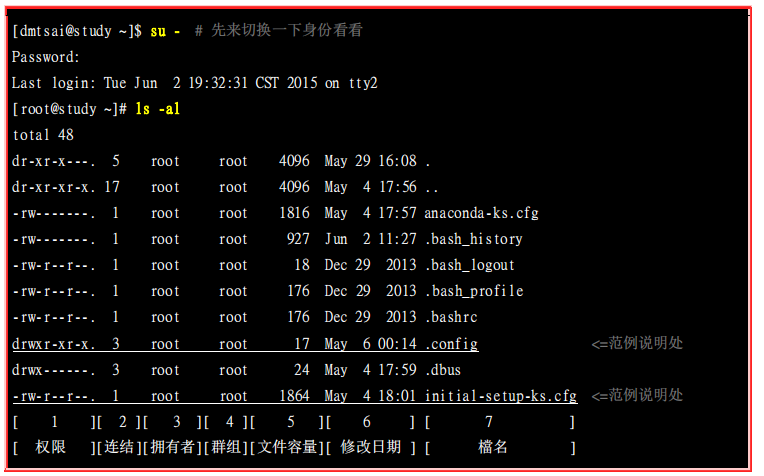 [dmtsai@study ~]$ su - # 先来切换一下身份看看
Password:
Last login: Tue Jun 2 19:32:31 CST 2015 on tty2
[root@study ~]# ls -al
total 48
dr-xr-x---. 5 root root 4096 May 29 16:08 .
dr-xr-xr-x. 17 root root 4096 May 4 17:56 ..
-rw-------. 1 root root 1816 May 4 17:57 anaconda-ks.cfg
-rw-------. 1 root root 927 Jun 2 11:27 .bash_history
-rw-r--r--. 1 root root 18 Dec 29 2013 .bash_logout
-rw-r--r--. 1 root root 176 Dec 29 2013 .bash_profile
-rw-r--r--. 1 root root 176 Dec 29 2013 .bashrc
drwxr-xr-x. 3 root root 17 May 6 00:14 .config <=范例说明处
drwx------. 3 root root 24 May 4 17:59 .dbus
-rw-r--r--. 1 root root 1864 May 4 18:01 initial-setup-ks.cfg <=范例说明处
[ 1 ][ 2 ][ 3 ][ 4 ][ 5 ][ 6 ] [ 7 ]
[ 权限 ][连结][拥有者][群组][文件容量][ 修改日期 ] [ 檔名 ]